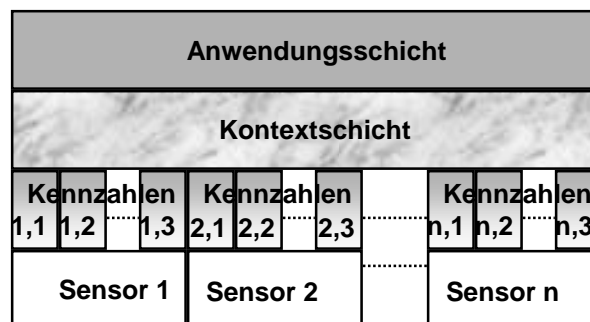 Anwendungsschicht
Kontextschicht
Kennzahlen Kennzahlen Kennzahlen
1,1 1,2 1,3 2,1 2,2 2,3 n,1 n,2 n,3
Sensor 1 Sensor 2 Sensor n